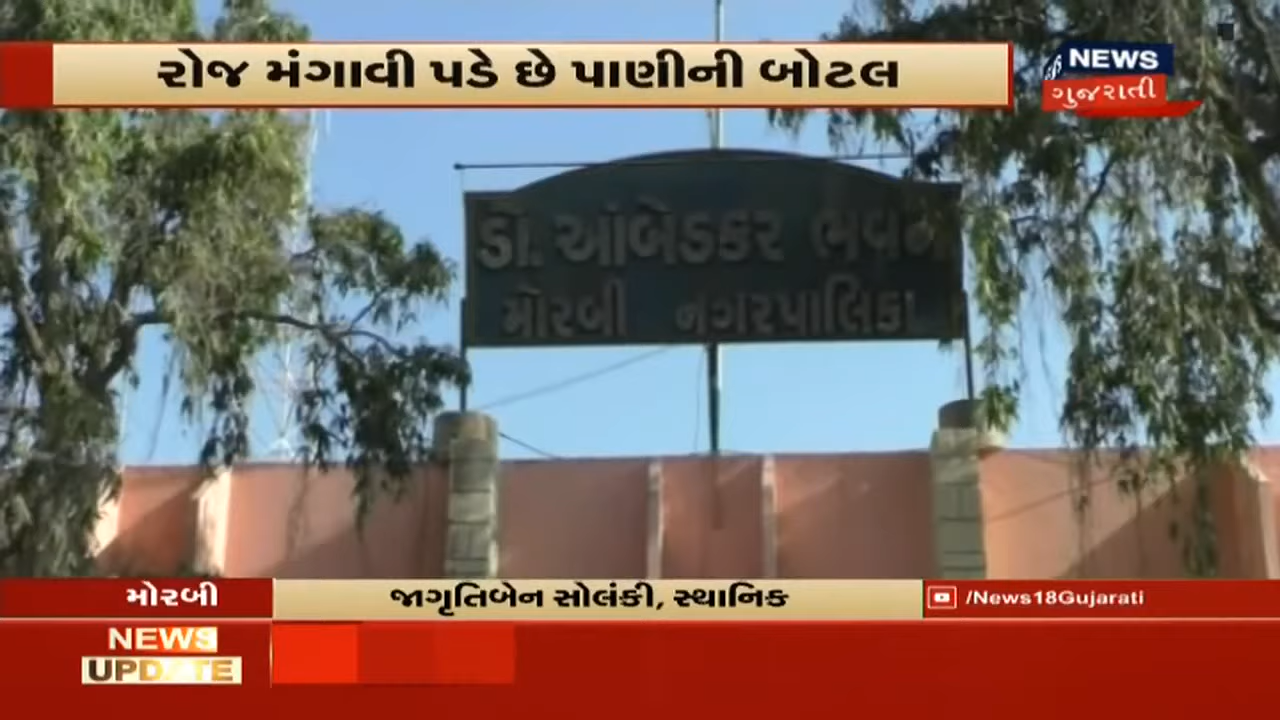 રોજ મંગાવી પડે છે પાણીની બોટલ
NEWS
ગુજરાતી
ડૉ. આંબેડકર ભવન
મોરબી નગરપાલિકા
મોરબી
જાગૃતિબેન સોલંકી, સ્થાનિક
/News18Gujarati
NEWS
UPDATE